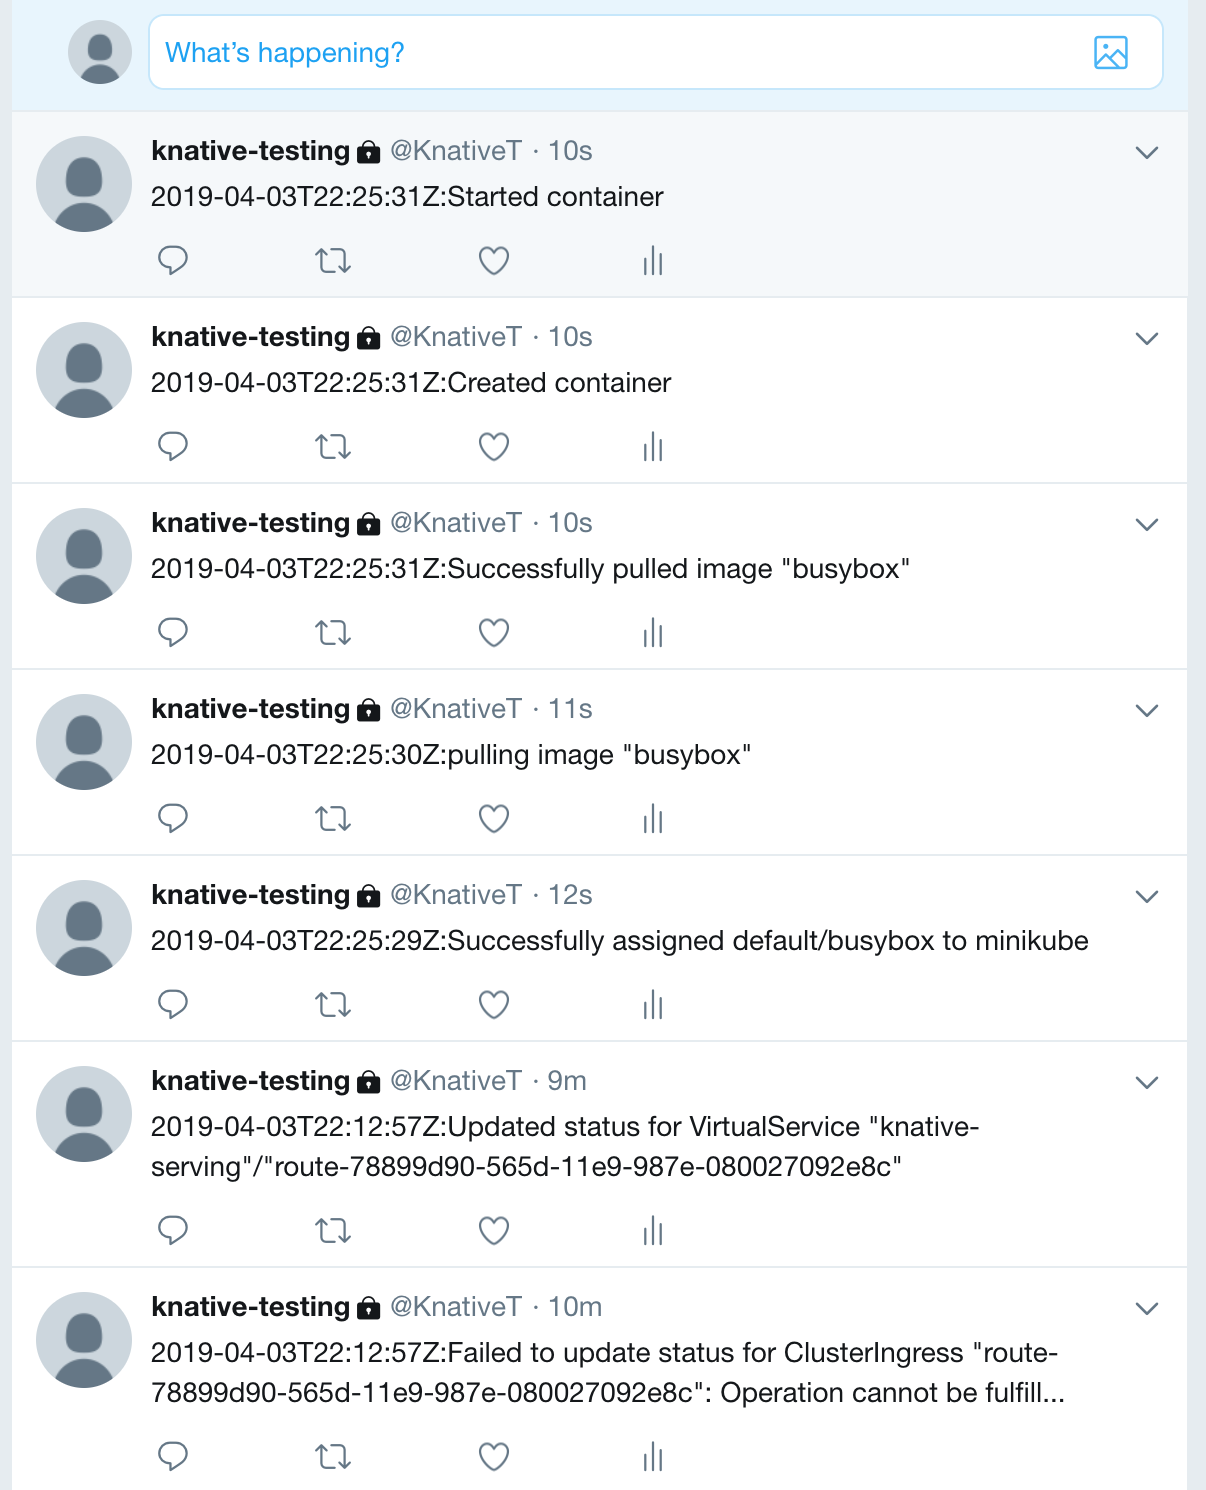 What's happening?
knative-testing @KnativeT · 10s
2019-04-03T22:25:31Z:Started container
knative-testing @KnativeT · 10s
2019-04-03T22:25:31Z:Created container
knative-testing @KnativeT · 10s
2019-04-03T22:25:31Z:Successfully pulled image "busybox"
knative-testing @KnativeT · 11s
2019-04-03T22:25:30Z:pulling image "busybox"
knative-testing @KnativeT · 12s
2019-04-03T22:25:29Z:Successfully assigned default/busybox to minikube
knative-testing @KnativeT · 9m
2019-04-03T22:12:57Z:Updated status for VirtualService "knative-
serving"/"route-78899d90-565d-11e9-987e-080027092e8c"
knative-testing @KnativeT · 10m
2019-04-03T22:12:57Z:Failed to update status for ClusterIngress "route-
78899d90-565d-11e9-987e-080027092e8c": Operation cannot be fulfill...